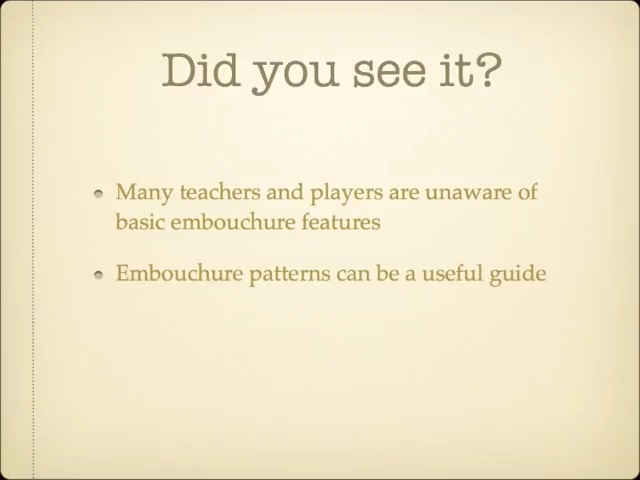 Did you see it?
Many teachers and players are unaware of
basic embouchure features
Embouchure patterns can be a useful guide